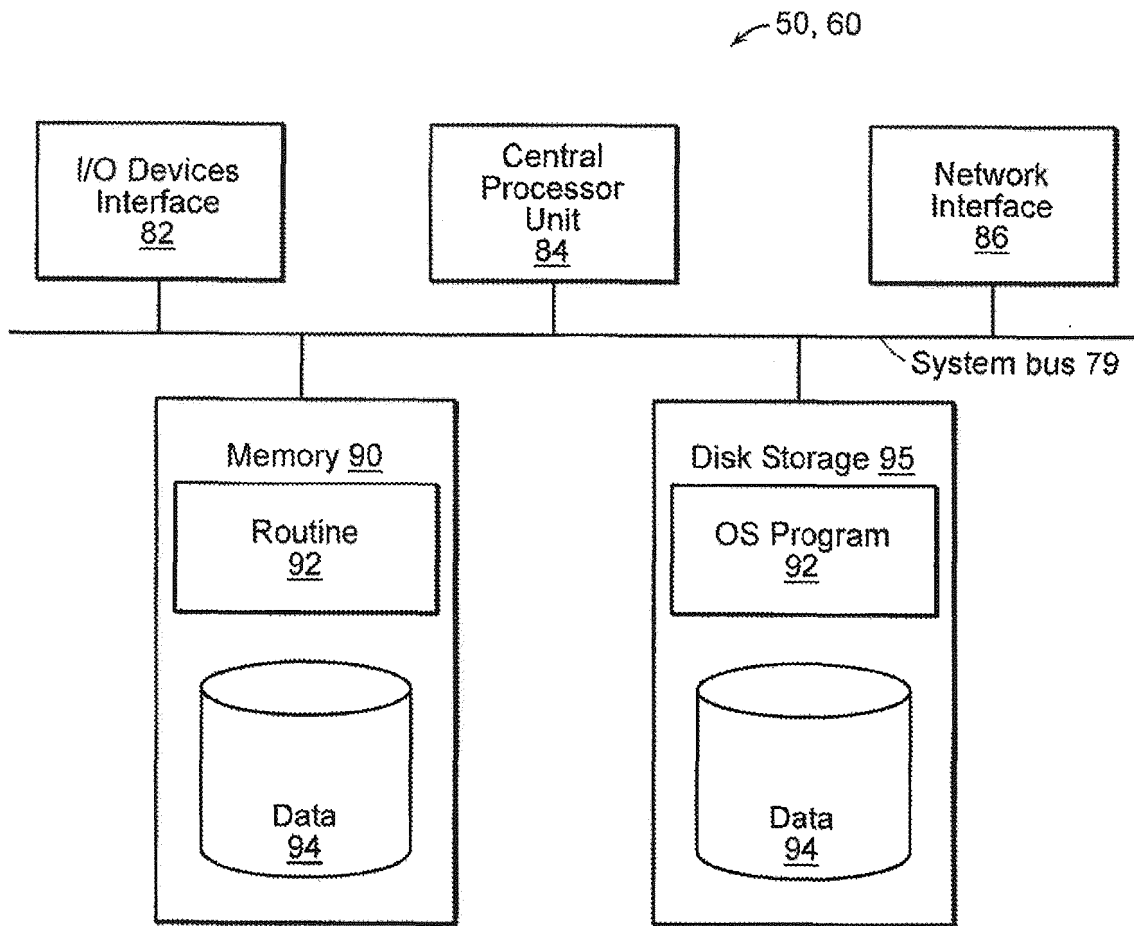 50, 60
I/O Devices
Interface
82
Central
Processor
Unit
84
Network
Interface
86
System bus 79
Memory 90
Routine
92
Data
94
Disk Storage 95
OS Program
92
Data
94